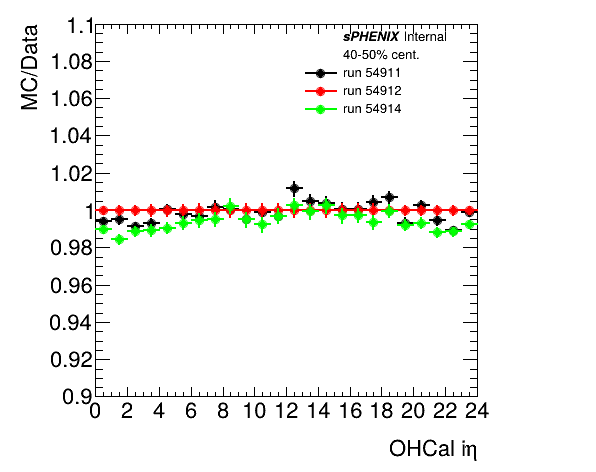 MC/Data
1.1
1.08
1.06
1.04
1.02
1
0.98
0.96
0.94
0.92
0.9
sPHENIX Internal
40-50% cent.
run 54911
run 54912
run 54914
0 2 4 6 8 10 12 14 16 18 20 22 24
OHCal iη